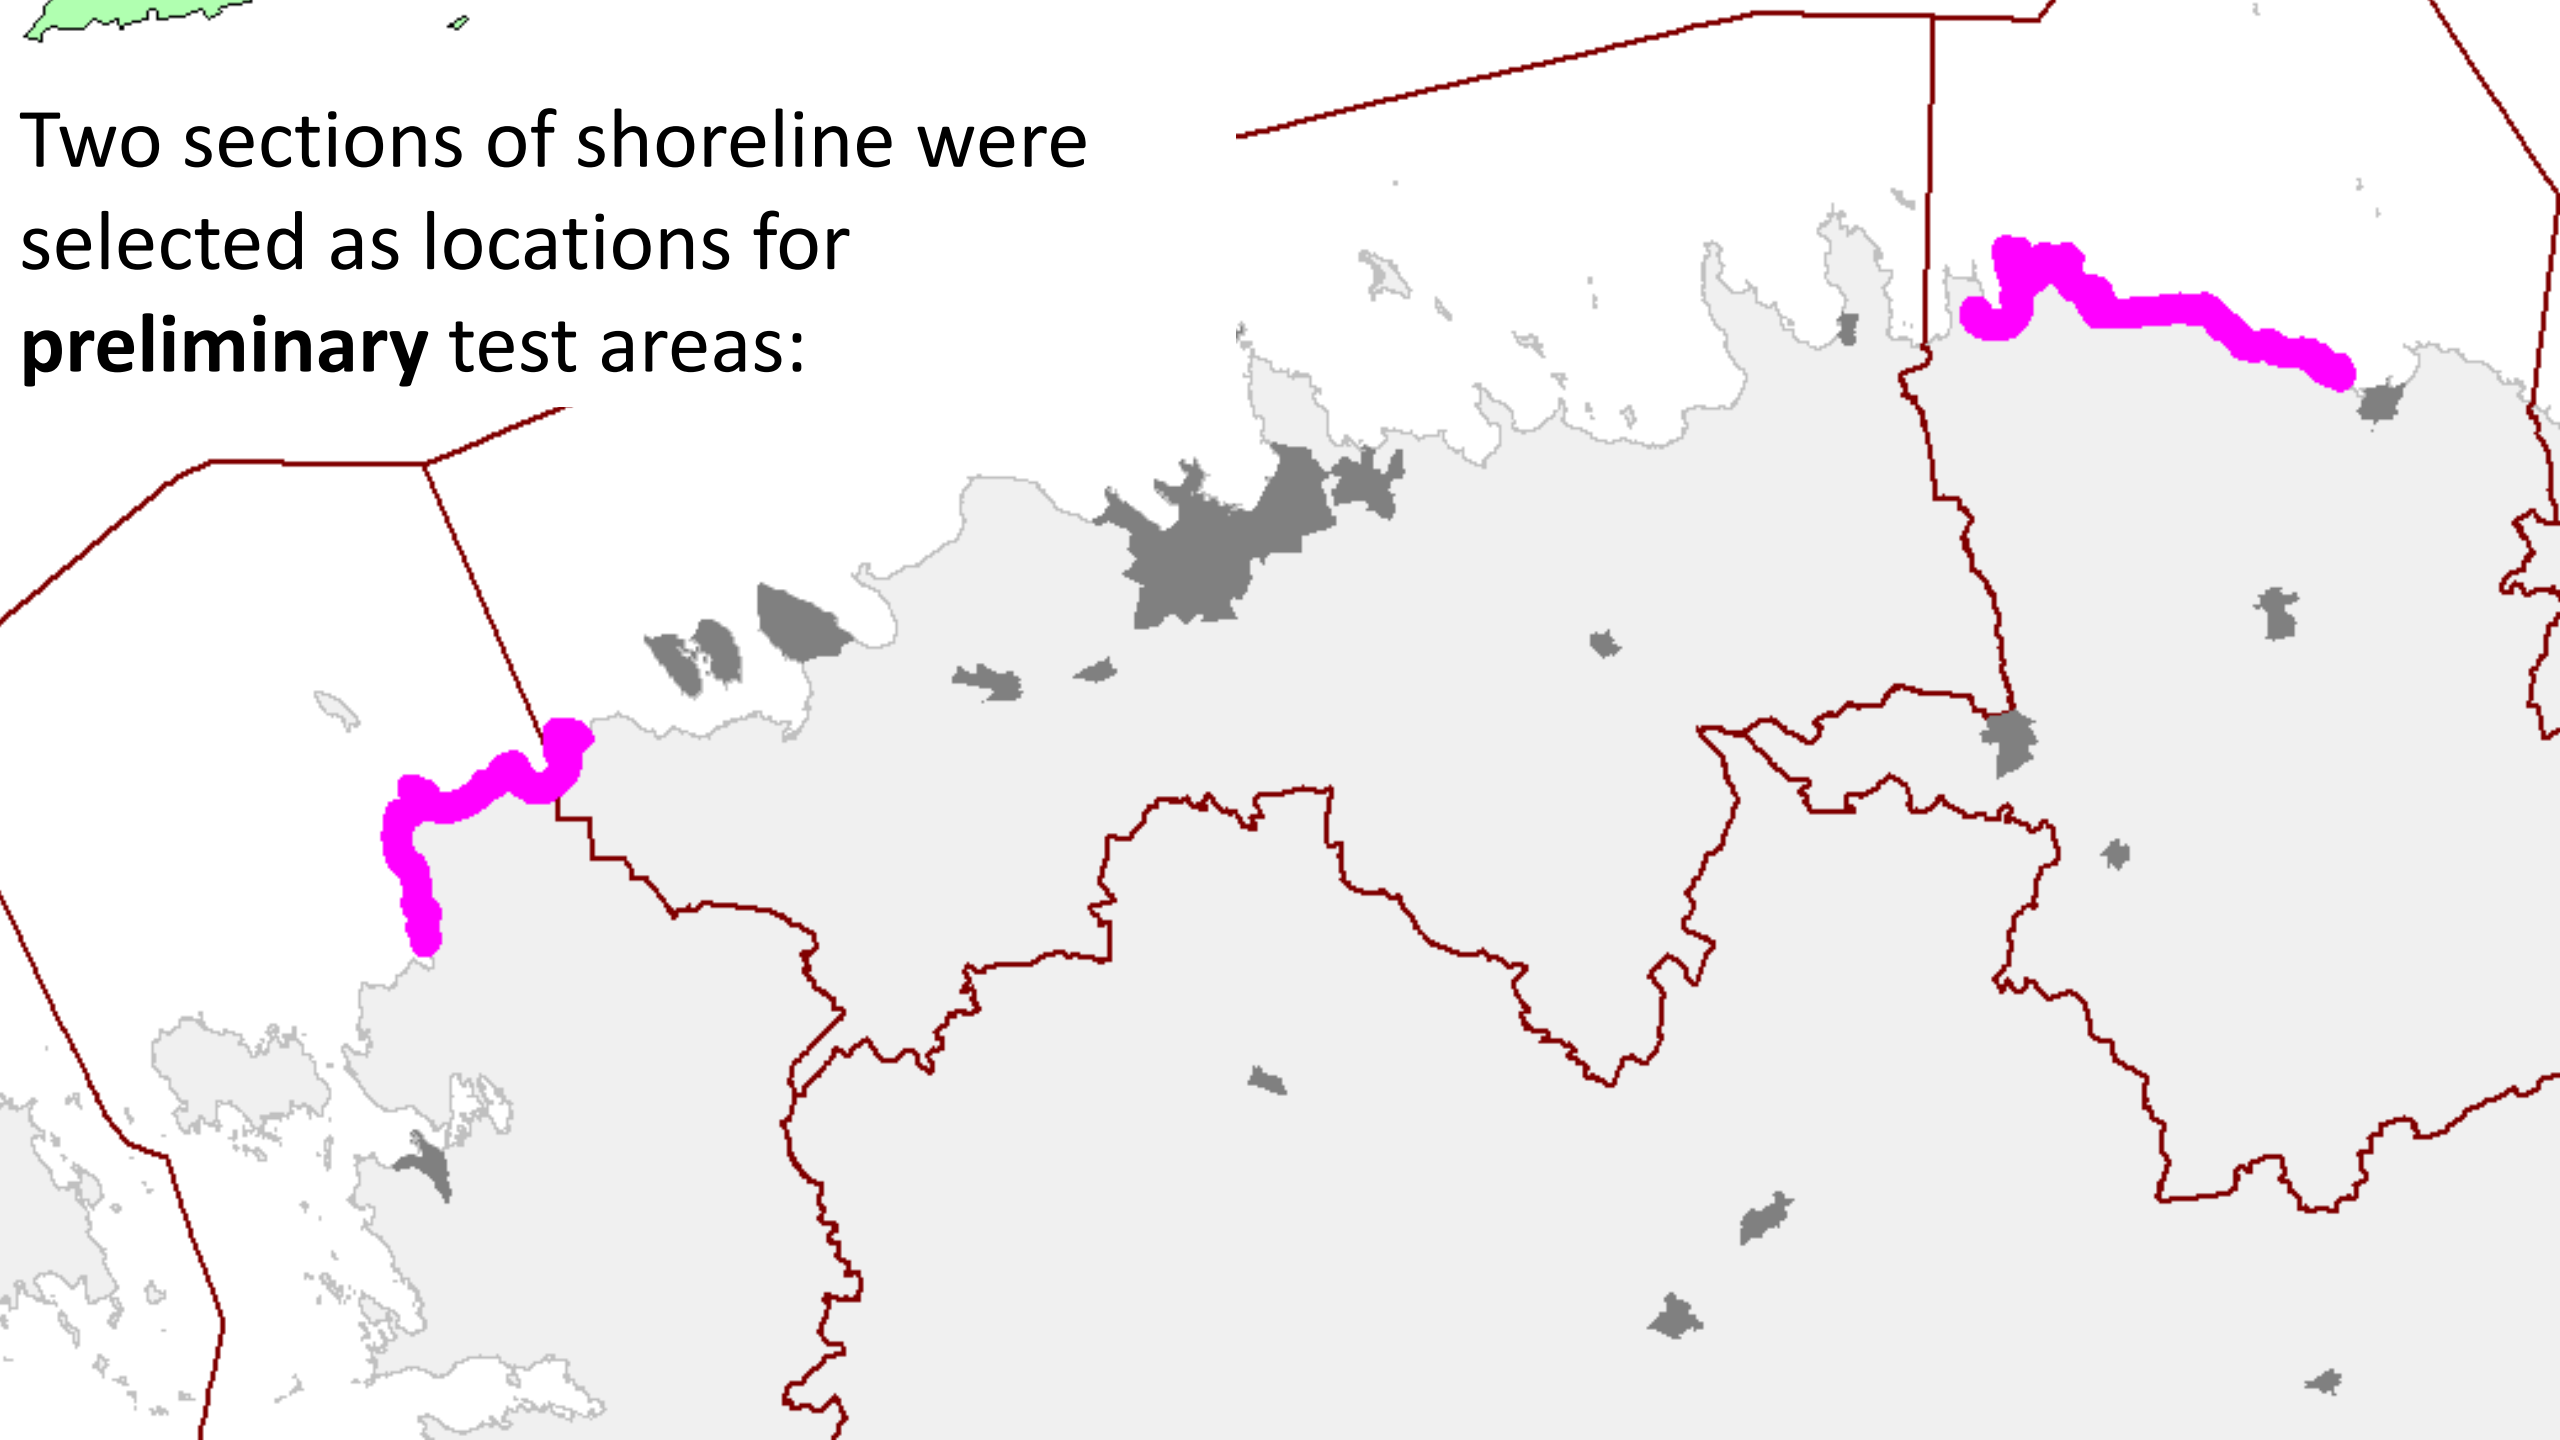 Two sections of shoreline were
selected as locations for
preliminary test areas: